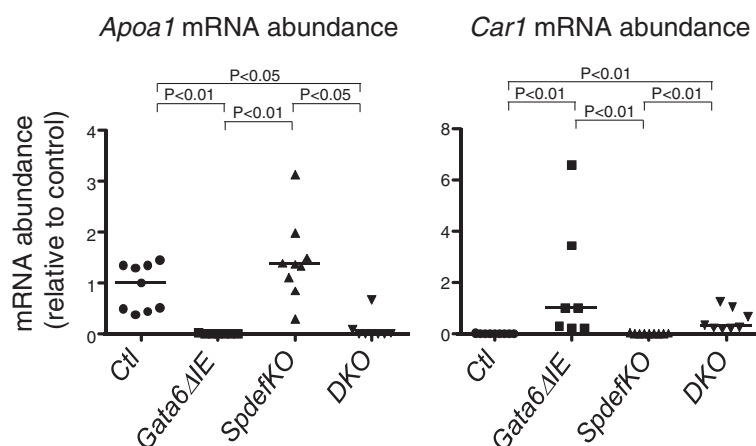 Apoa1 mRNA abundance
P<0.05
P<0.01 P<0.05
P<0.01
mRNA abundance
(relative to control)
4
3
2
1
0
Ctl
Gata6ΔIE
SpdefKO
DKO
Car1 mRNA abundance
P<0.01
P<0.01 P<0.01
P<0.01
8
6
4
2
0
Ctl
Gata6ΔIE
SpdefKO
DKO